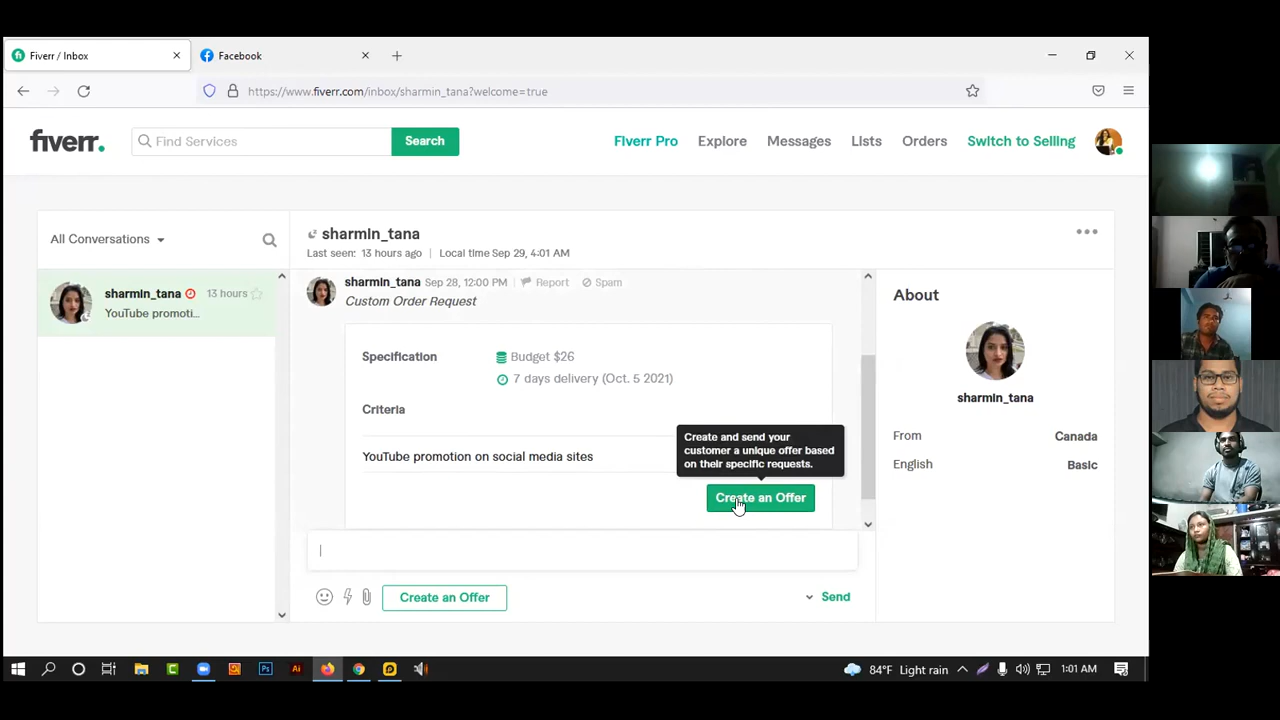 Fiverr / Inbox
Facebook
https://www.fiverr.com/inbox/sharmin_tana?welcome=true
fiverr.
Find Services
Search
Fiverr Pro
Explore
Messages
Lists
Orders
Switch to Selling
All Conversations
sharmin_tana
Last seen: 13 hours ago
Local time Sep 29, 4:01 AM
sharmin_tana
13 hours
YouTube promoti...
sharmin_tana Sep 28, 12:00 PM
Report
Spam
Custom Order Request
Specification
Budget $26
7 days delivery (Oct. 5 2021)
Criteria
YouTube promotion on social media sites
Create and send your
customer a unique offer based
on their specific requests.
Create an Offer
Create an Offer
Send
About
sharmin_tana
From
Canada
English
Basic
Ps
Ai
84°F Light rain
1:01 AM